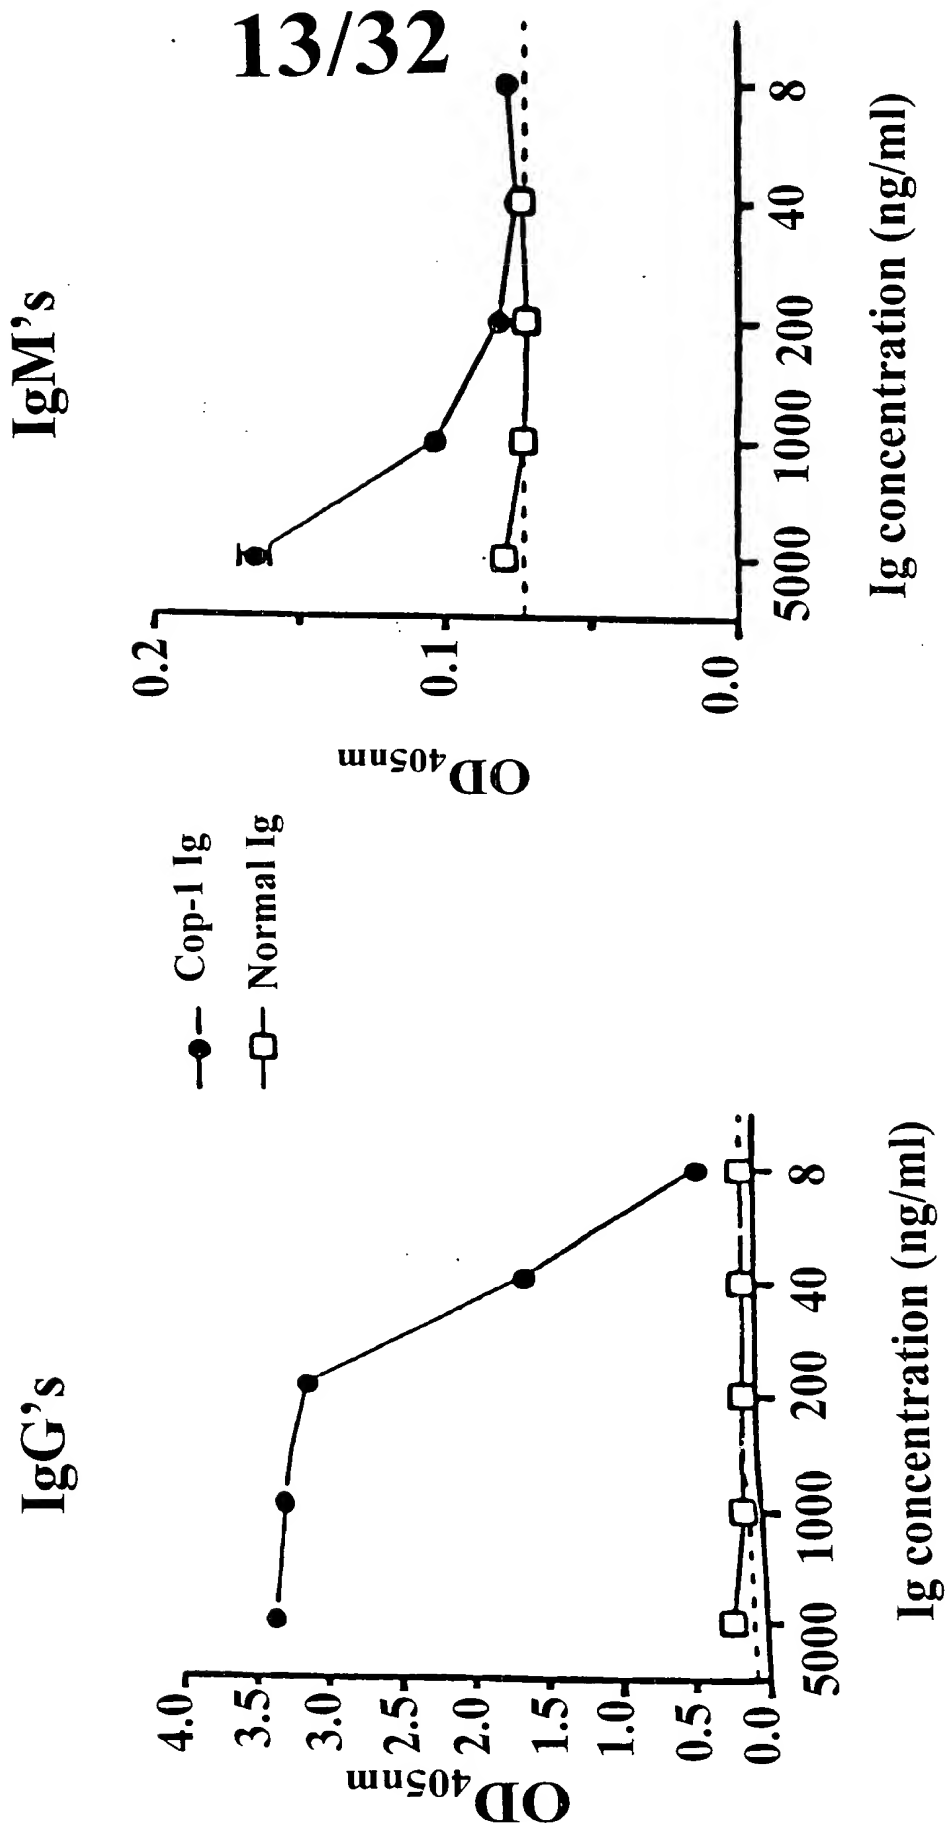 13/32
IgG's
OD405nm
4.0
3.5
3.0
2.5
2.0
1.5
1.0
0.5
0.0
5000 1000 200 40 8
Ig concentration (ng/ml)
Cop-1 Ig
Normal Ig
IgM's
OD405nm
0.2
0.1
0.0
5000 1000 200 40 8
Ig concentration (ng/ml)